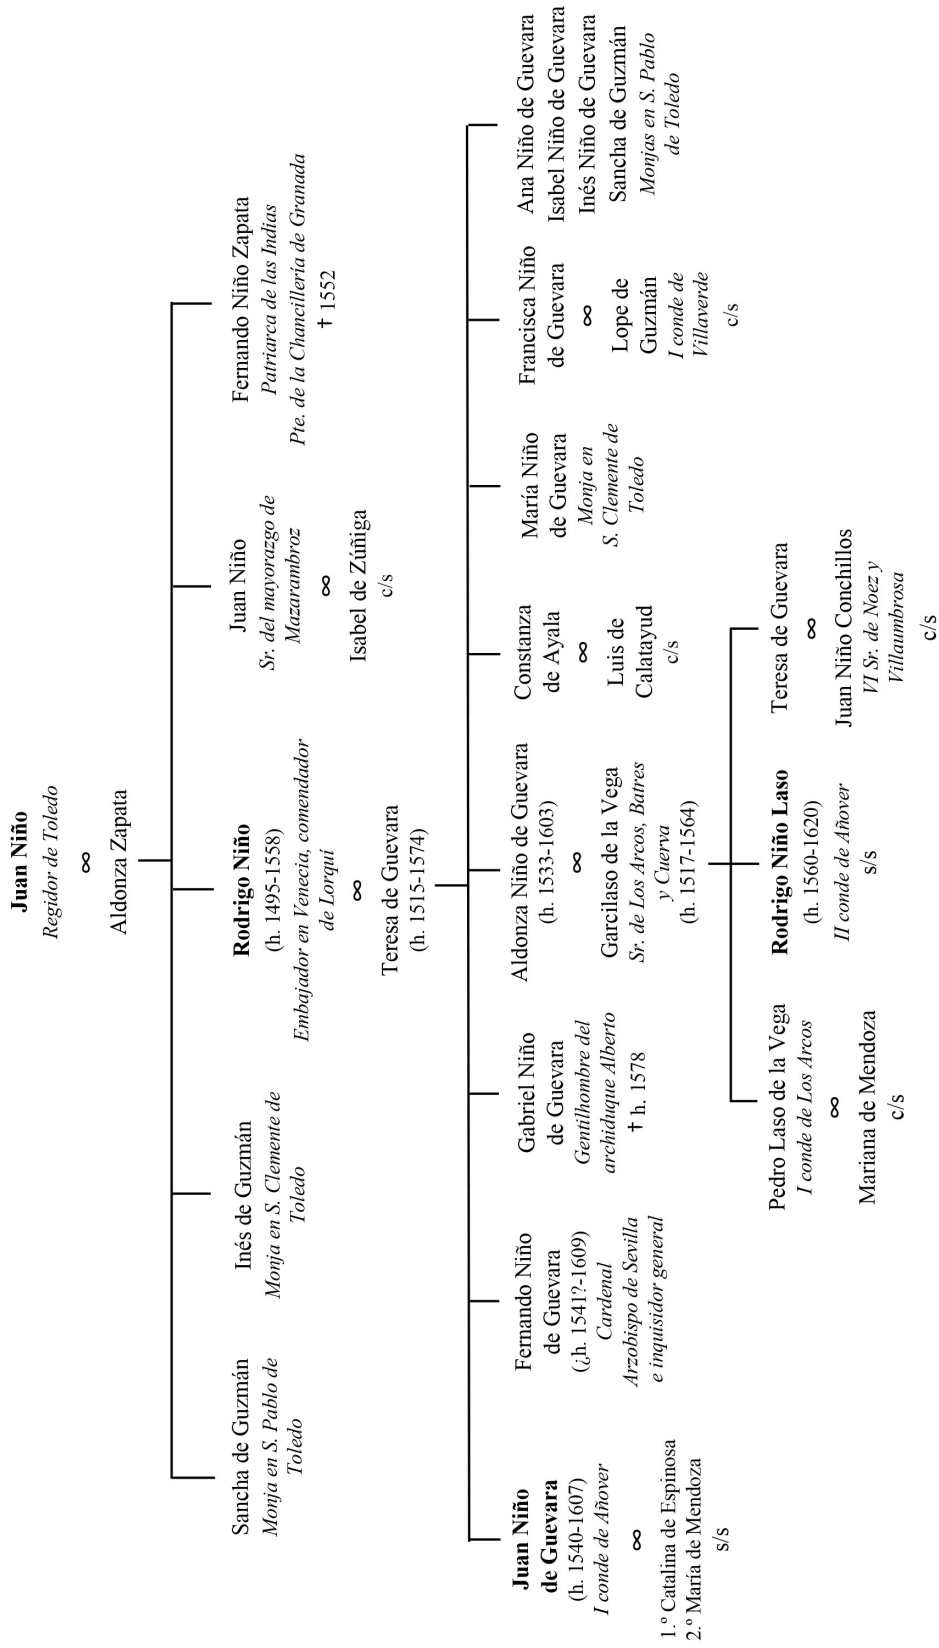 Juan Niño
Regidor de Toledo
∞
Aldonza Zapata
Sancha de Guzmán
Monja en S. Pablo de
Toledo
Inés de Guzmán
Monja en S. Clemente de
Toledo
Rodrigo Niño
(h. 1495-1558)
Embajador en Venecia, comendador
de Lorquí
∞
Teresa de Guevara
(h. 1515-1574)
Juan Niño
Sr. del mayorazgo de
Mazarambroz
∞
Isabel de Zúñiga
c/s
Fernando Niño Zapata
Patriarca de las Indias
Pte. de la Chancillería de Granada
† 1552
Juan Niño
de Guevara
(h. 1540-1607)
I conde de Añover
∞
1.º Catalina de Espinosa
2.º María de Mendoza
s/s
Fernando Niño
de Guevara
(¿h. 1541?-1609)
Cardenal
Arzobispo de Sevilla
e inquisidor general
Gabriel Niño
de Guevara
Gentilhombre del
archiduque Alberto
† h. 1578
Aldonza Niño de Guevara
(h. 1533-1603)
∞
Garcilaso de la Vega
Sr. de Los Arcos, Batres
y Cuerva
(h. 1517-1564)
Constanza
de Ayala
∞
Luis de
Calatayud
c/s
María Niño
de Guevara
Monja en
S. Clemente de
Toledo
Francisca Niño
de Guevara
∞
Lope de
Guzmán
I conde de
Villaverde
c/s
Ana Niño de Guevara
Isabel Niño de Guevara
Inés Niño de Guevara
Sancha de Guzmán
Monjas en S. Pablo
de Toledo
Pedro Laso de la Vega
I conde de Los Arcos
∞
Mariana de Mendoza
c/s
Rodrigo Niño Laso
(h. 1560-1620)
II conde de Añover
s/s
Teresa de Guevara
∞
Juan Niño Conchillos
VI Sr. de Noez y
Villaumbrosa
c/s